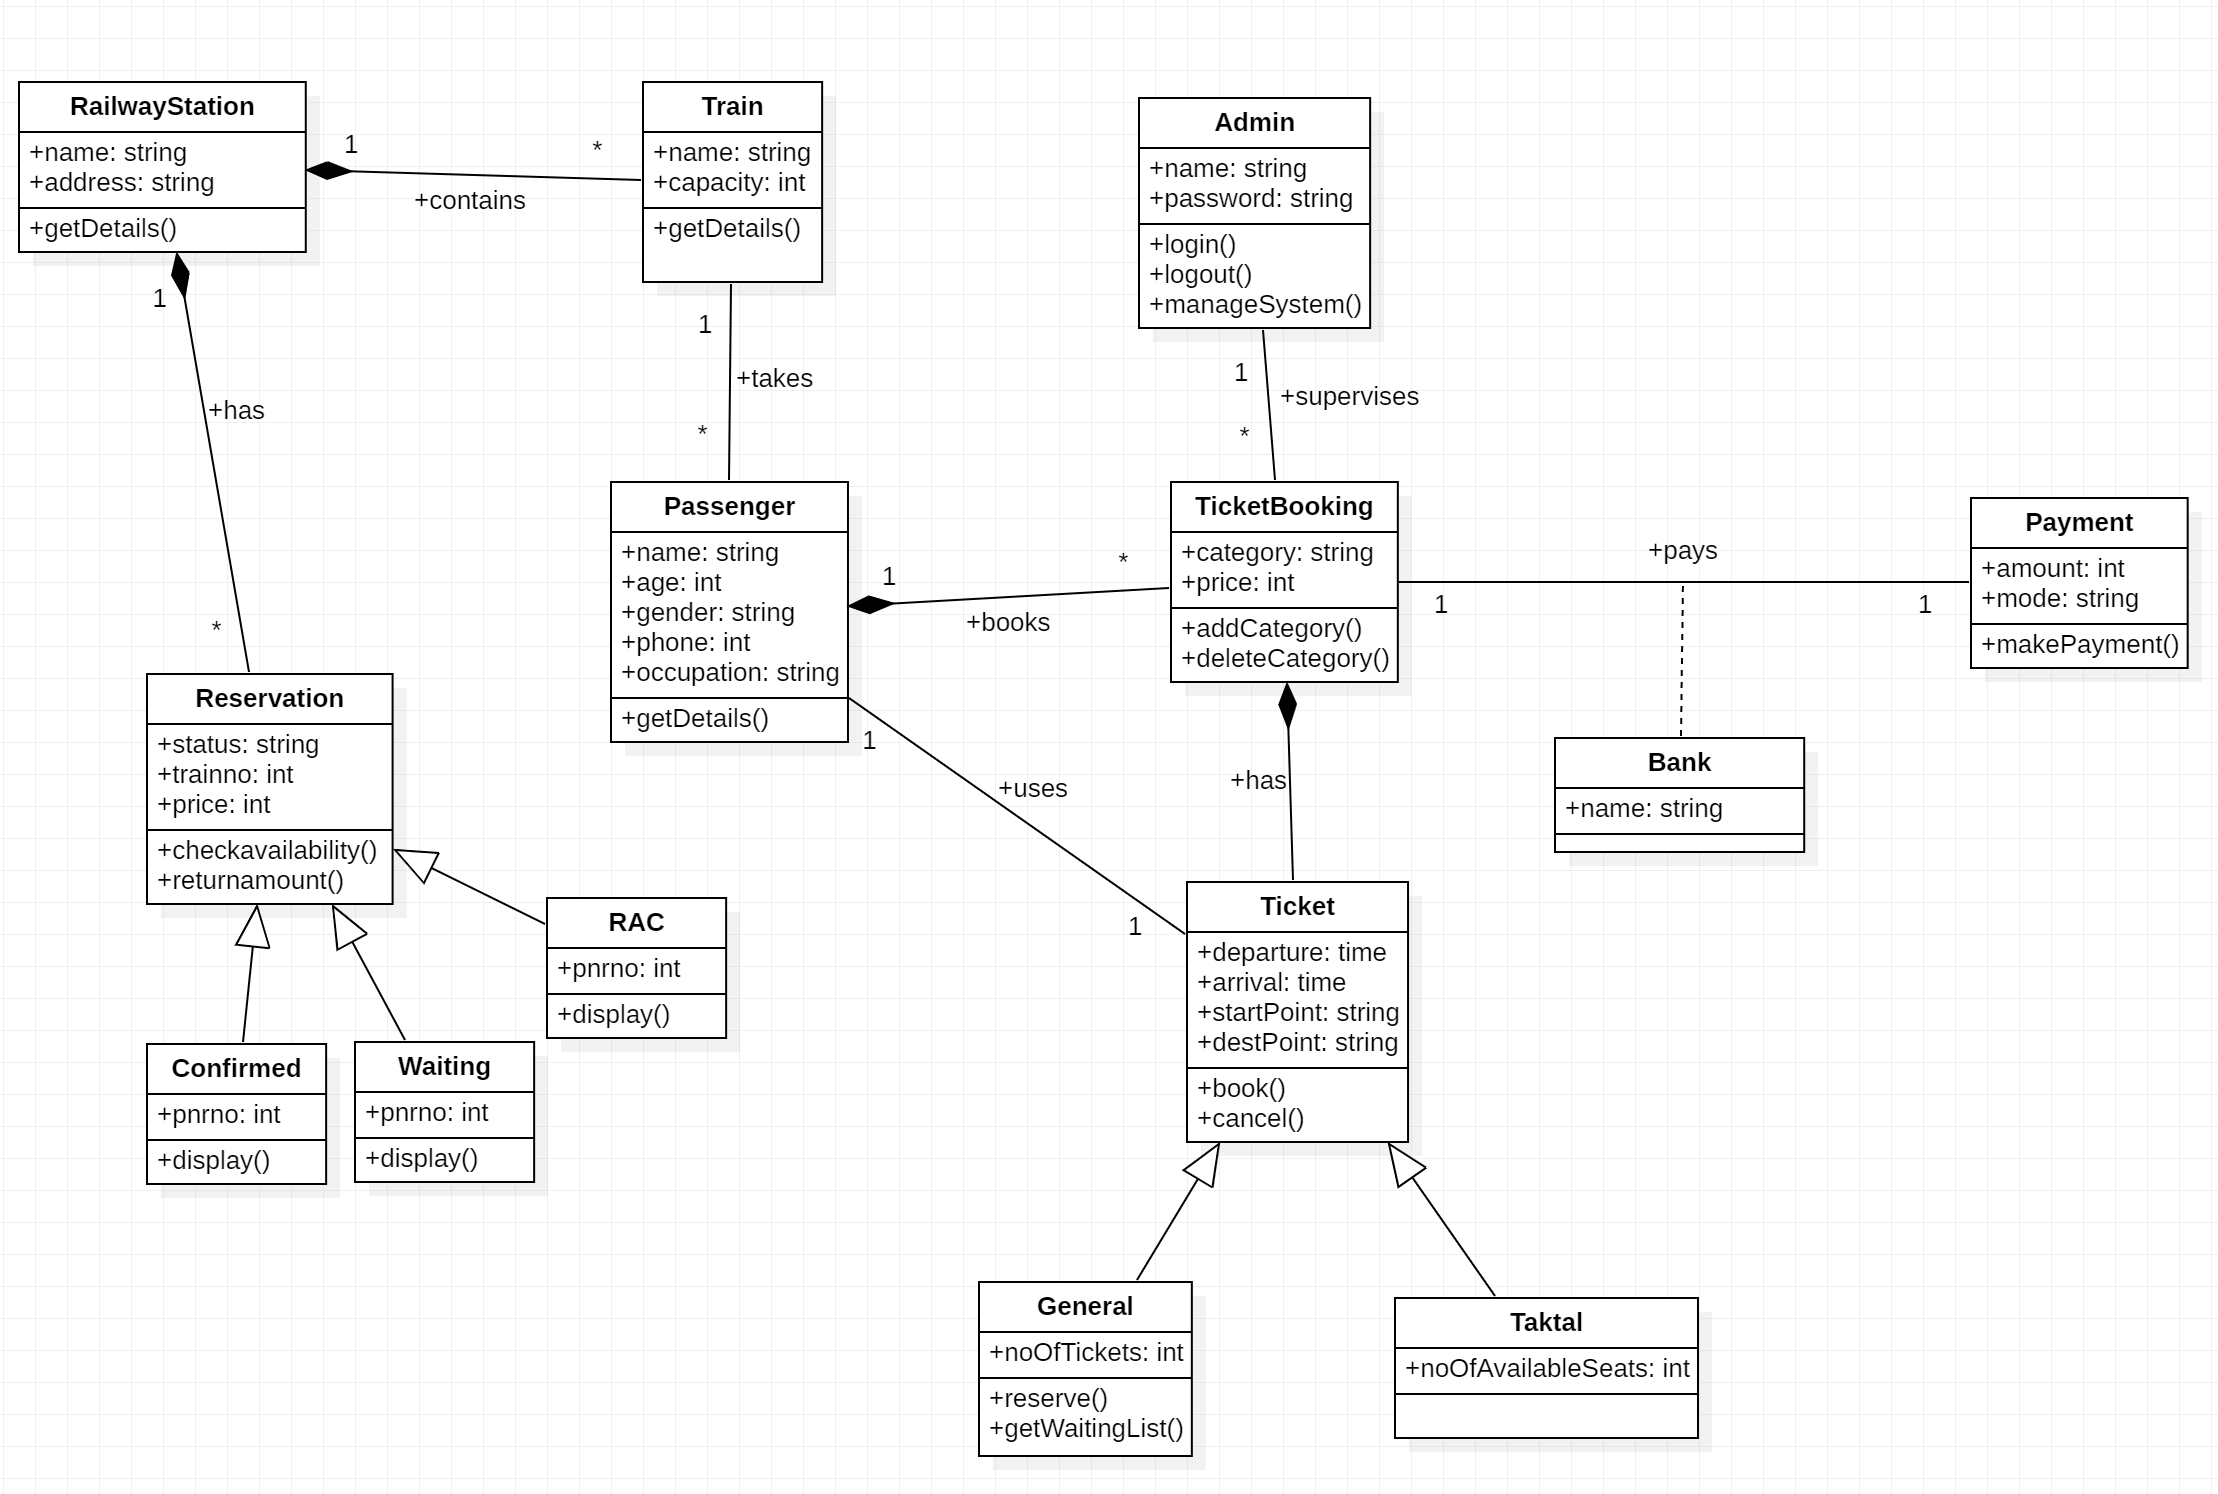 RailwayStation
+name: string
+address: string
+getDetails()
1
*
+contains
Train
+name: string
+capacity: int
+getDetails()
Admin
+name: string
+password: string
+login()
+logout()
+manageSystem()
1
+has
*
1
+takes
*
1
+supervises
*
Passenger
+name: string
+age: int
+gender: string
+phone: int
+occupation: string
+getDetails()
1
*
+books
TicketBooking
+category: string
+price: int
+addCategory()
+deleteCategory()
+pays
1
1
Payment
+amount: int
+mode: string
+makePayment()
Reservation
+status: string
+trainno: int
+price: int
+checkavailability()
+returnamount()
1
+uses
1
+has
Bank
+name: string
RAC
+pnrno: int
+display()
Ticket
+departure: time
+arrival: time
+startPoint: string
+destPoint: string
+book()
+cancel()
Confirmed
+pnrno: int
+display()
Waiting
+pnrno: int
+display()
General
+noOfTickets: int
+reserve()
+getWaitingList()
Taktal
+noOfAvailableSeats: int